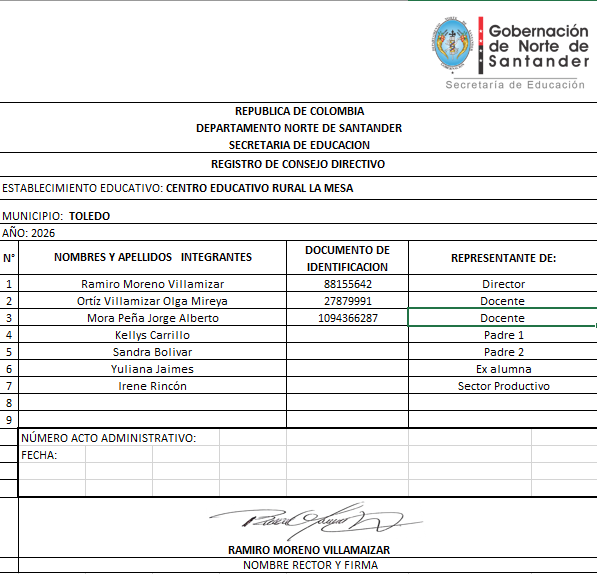 Gobernación
de Norte de
Santander
Secretaría de Educación
REPUBLICA DE COLOMBIA
DEPARTAMENTO NORTE DE SANTANDER
SECRETARIA DE EDUCACION
REGISTRO DE CONSEJO DIRECTIVO
ESTABLECIMIENTO EDUCATIVO: CENTRO EDUCATIVO RURAL LA MESA
MUNICIPIO: TOLEDO
AÑO: 2026
N° NOMBRES Y APELLIDOS INTEGRANTES DOCUMENTO DE IDENTIFICACION REPRESENTANTE DE:
1 Ramiro Moreno Villamizar 88155642 Director
2 Ortíz Villamizar Olga Mireya 27879991 Docente
3 Mora Peña Jorge Alberto 1094366287 Docente
4 Kellys Carrillo Padre 1
5 Sandra Bolivar Padre 2
6 Yuliana Jaimes Ex alumna
7 Irene Rincón Sector Productivo
8
9
NÚMERO ACTO ADMINISTRATIVO:
FECHA:
RAMIRO MORENO VILLAMAIZAR
NOMBRE RECTOR Y FIRMA